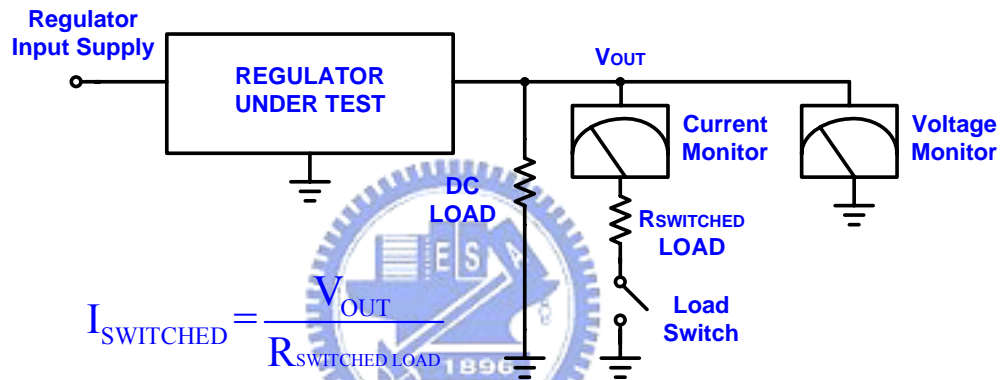 Regulator
Input Supply
REGULATOR
UNDER TEST
VOUT
Current
Monitor
Voltage
Monitor
DC
LOAD
RSWITCHED
LOAD
Load
Switch
ISWITCHED = VOUT
RSWITCHED LOAD
E S A
1896